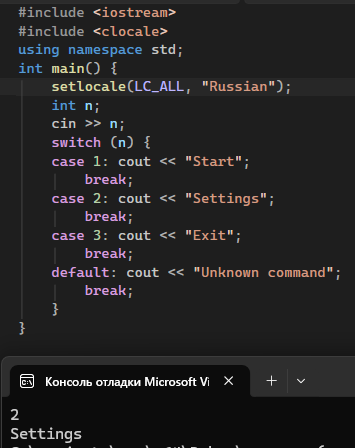 #include <iostream>
#include <clocale>
using namespace std;
int main() {
    setlocale(LC_ALL, "Russian");
    int n;
    cin >> n;
    switch (n) {
    case 1: cout << "Start";
        break;
    case 2: cout << "Settings";
        break;
    case 3: cout << "Exit";
        break;
    default: cout << "Unknown command";
        break;
    }
}
Консоль отладки Microsoft Vi
2
Settings